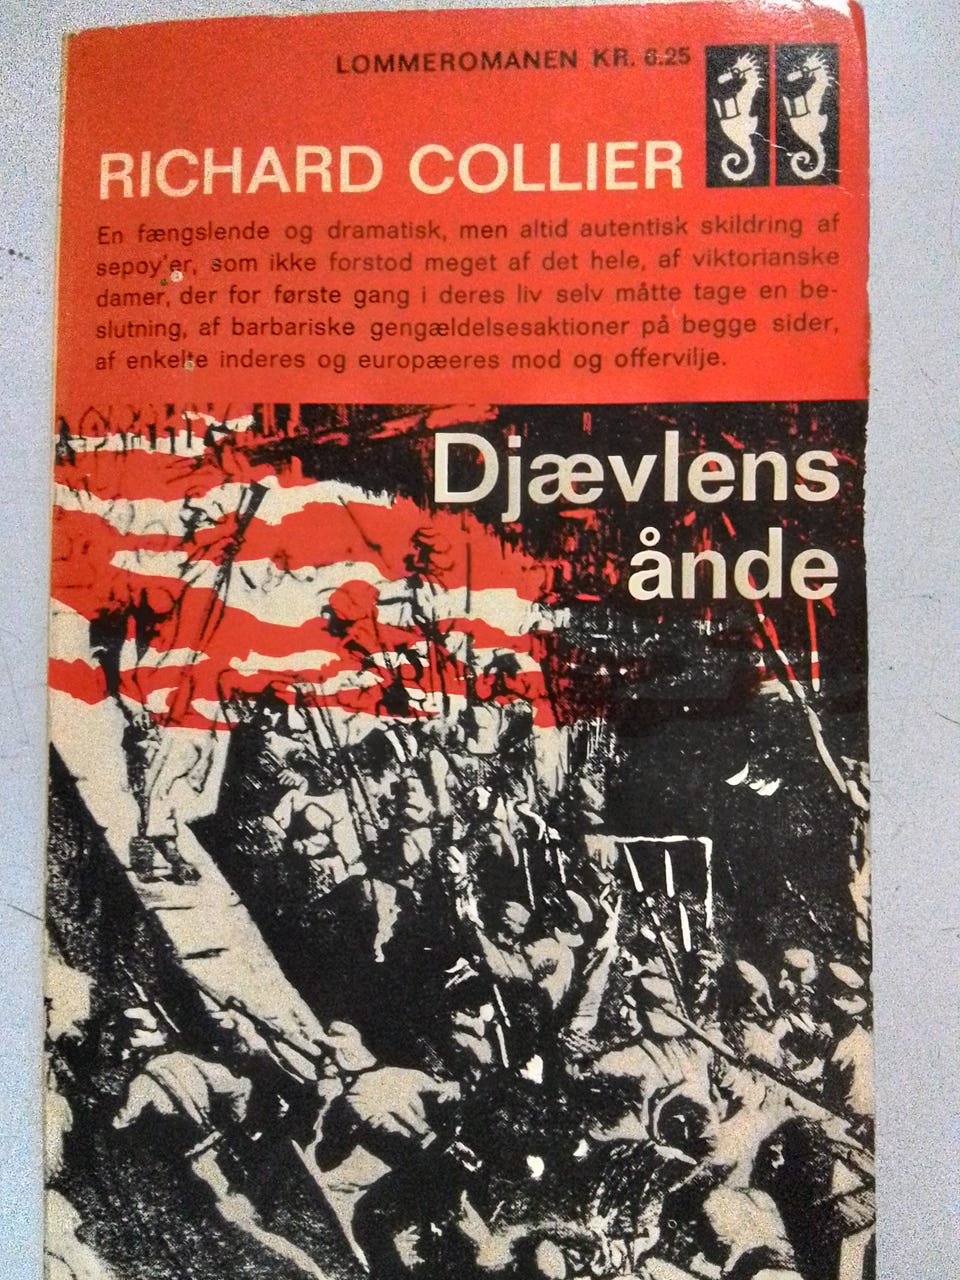 LOMMEROMANEN KR. 6.25
RICHARD COLLIER
En fængslende og dramatisk, men altid autentisk skildring af
sepoy'er, som ikke forstod meget af det hele, af viktorianske
damer, der for første gang i deres liv selv måtte tage en be-
slutning, af barbariske gengældelsesaktioner på begge sider,
af enkelte inderes og europæeres mod og offervilje.
Djævlens
ånde